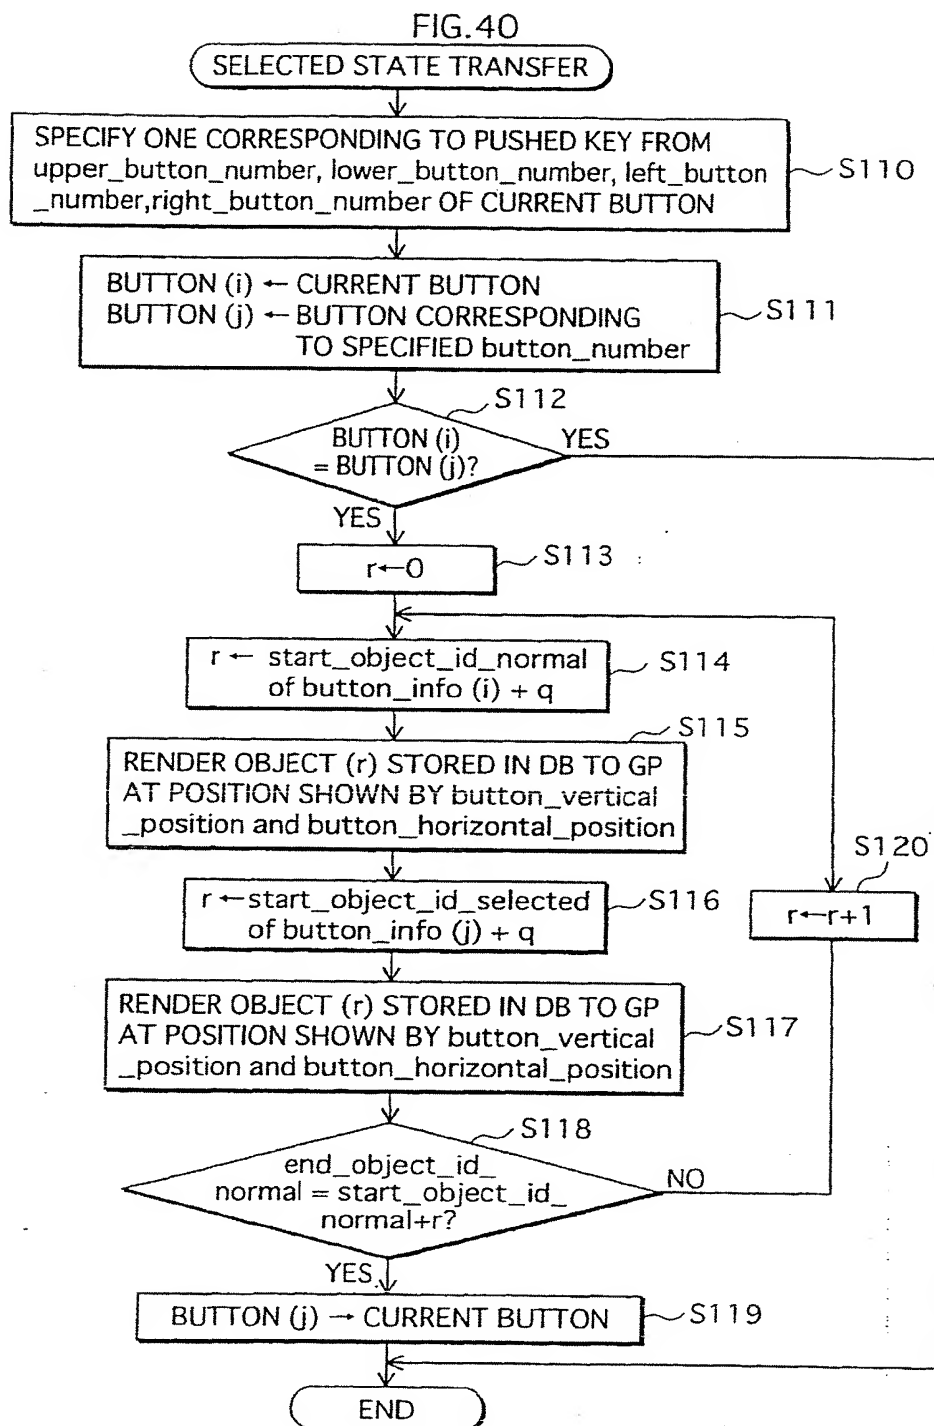 FIG.40
SELECTED STATE TRANSFER
SPECIFY ONE CORRESPONDING TO PUSHED KEY FROM
upper_button_number, lower_button_number, left_button
_number,right_button_number OF CURRENT BUTTON
S110
BUTTON (i) ← CURRENT BUTTON
BUTTON (j) ← BUTTON CORRESPONDING
TO SPECIFIED button_number
S111
S112
BUTTON (i)
= BUTTON (j)?
YES
YES
S113
r←0
r ← start_object_id_normal
of button_info (i) + q
S114
S115
RENDER OBJECT (r) STORED IN DB TO GP
AT POSITION SHOWN BY button_vertical
_position and button_horizontal_position
S120
r←r+1
r ←start_object_id_selected
of button_info (j) + q
S116
RENDER OBJECT (r) STORED IN DB TO GP
AT POSITION SHOWN BY button_vertical
_position and button_horizontal_position
S117
S118
end_object_id_
normal = start_object_id_
normal+r?
NO
YES
BUTTON (j) → CURRENT BUTTON
S119
END